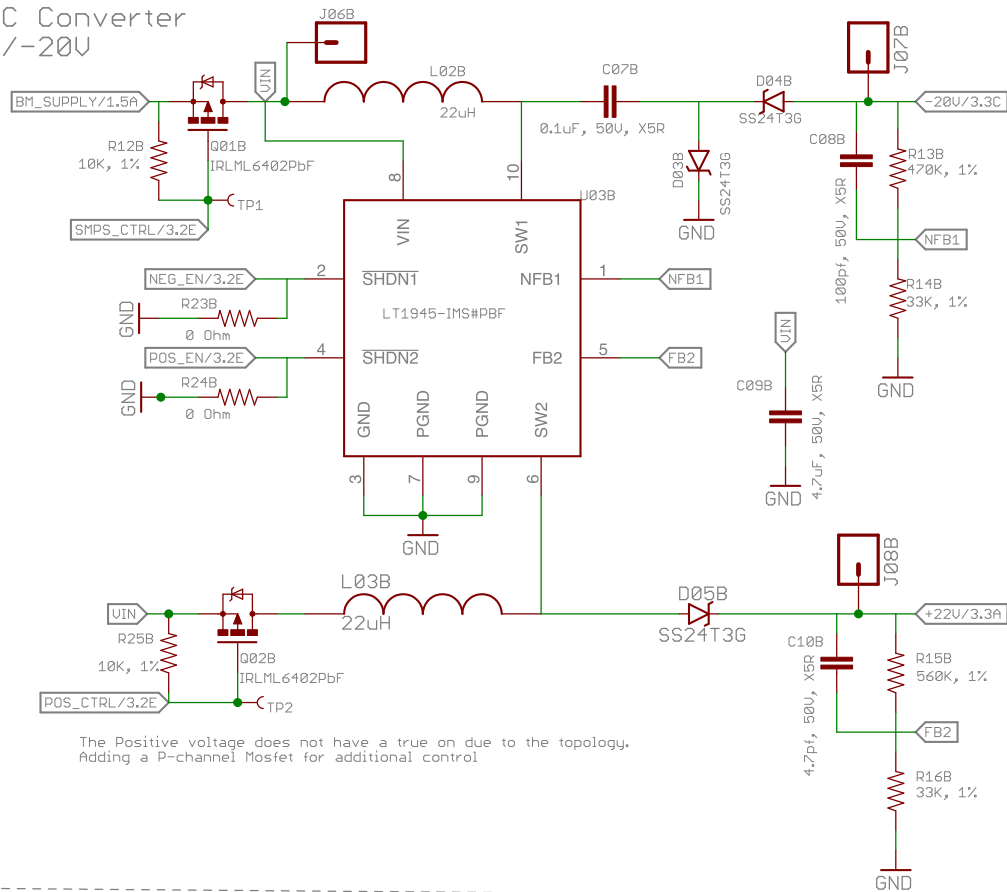 C Converter
/-20V
J06B
J07B
VIN
L02B
22uH
C07B
0.1uF, 50V, X5R
D04B
SS24T3G
BM_SUPPLY/1.5A
-20V/3.3C
R12B
10K, 1%
Q01B
IRLML6402PbF
D03B
SS24T3G
GND
C08B
100pf, 50V, X5R
R13B
470K, 1%
TP1
SMPS_CTRL/3.2E
NFB1
8
10
U03B
VIN
SW1
NEG_EN/3.2E
2
SHDN1
NFB1
1
NFB1
R23B
0 Ohm
GND
LT1945-IMS#PBF
R14B
33K, 1%
GND
POS_EN/3.2E
4
SHDN2
FB2
5
FB2
R24B
0 Ohm
GND
VIN
C09B
4.7uF, 50V, X5R
GND
GND
PGND
PGND
SW2
3
7
9
6
GND
J08B
VIN
L03B
22uH
D05B
SS24T3G
+22V/3.3A
R25B
10K, 1%
Q02B
IRLML6402PbF
C10B
4.7pf, 50V, X5R
R15B
560K, 1%
POS_CTRL/3.2E
TP2
FB2
The Positive voltage does not have a true on due to the topology.
Adding a P-channel Mosfet for additional control
R16B
33K, 1%
GND